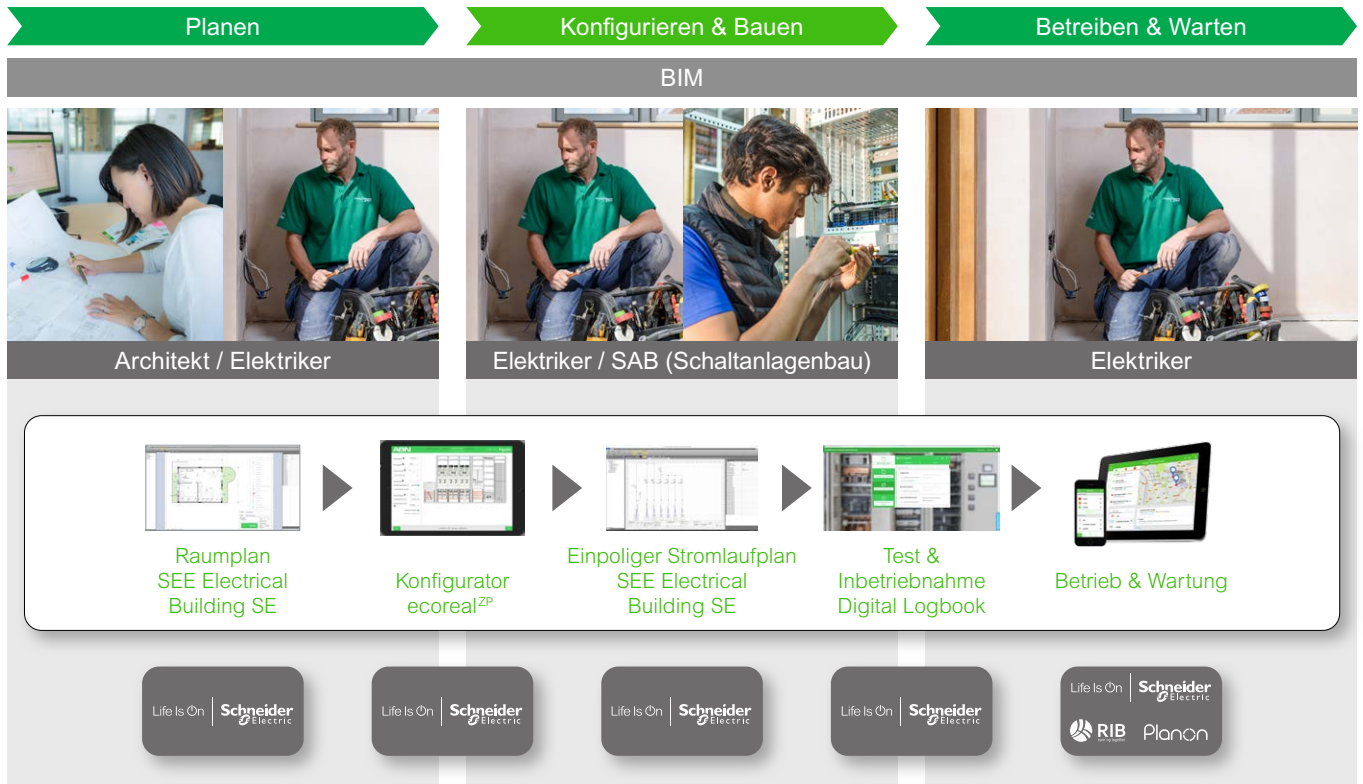 Planen
Konfigurieren & Bauen
Betreiben & Warten
BIM
Architekt / Elektriker
Elektriker / SAB (Schaltanlagenbau)
Elektriker
Raumplan
SEE Electrical
Building SE
Konfigurator
ecorealZP
Einpoliger Stromlaufplan
SEE Electrical
Building SE
Test &
Inbetriebnahme
Digital Logbook
Betrieb & Wartung
Life Is On | Schneider
Electric
Life Is On | Schneider
Electric
Life Is On | Schneider
Electric
Life Is On | Schneider
Electric
Life Is On | Schneider
Electric
RIB Planon